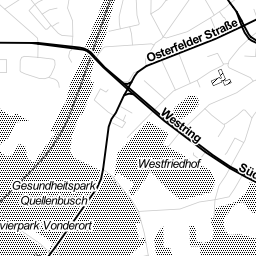 Osterfelder Straße
Westring
Westfriedhof
Süd
Gesundheitspark
Quellenbusch
vierpark Vonderort